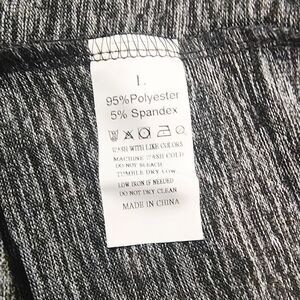 L
95%Polyester
5% Spandex
WASH WITH LIKE COLORS
MACHINE WASH COLD
DO NOT BLEACH
TUMBLE DRY LOW
LOW IRON IF NEEDED
DO NOT DRY CLEAN
MADE IN CHINA